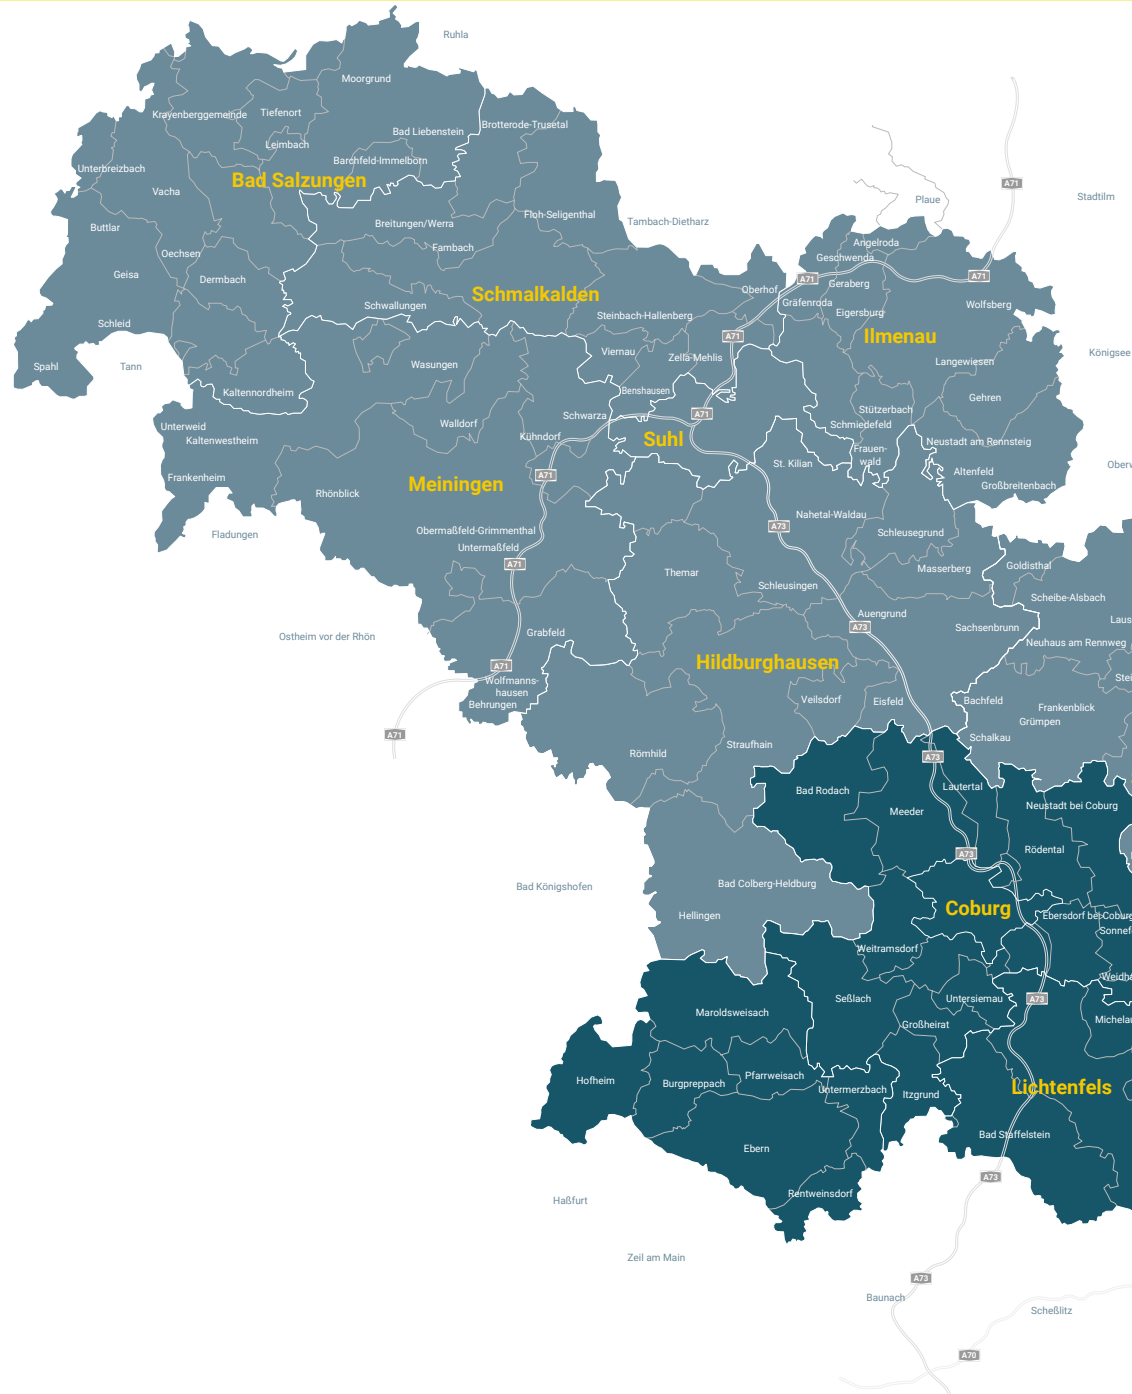 Ruhla
Moorgrund
Krayenberggemeinde
Tiefenort
Bad Liebenstein
Brotterode-Trusetal
Leimbach
Barchfeld-Immelborn
Unterbreizbach
Bad Salzungen
Vacha
A71
Stadtilm
Plaue
Buttlar
Breitungen/Werra
Floh-Seligenthal
Tambach-Dietharz
Fambach
Oechsen
Angelroda
Geschwenda
Geisa
Dermbach
A71
A71
Geraberg
Oberhof
Schmalkalden
Gräfenroda
Wolfsberg
Schwallungen
Steinbach-Hallenberg
Eigersburg
Schleid
A71
Ilmenau
Viernau
Zella-Mehlis
Königsee
Spahl
Tann
Wasungen
Langewiesen
Kaltennordheim
Benshausen
Gehren
Stützerbach
Schwarza
A71
Walldorf
Schmiedefeld
Unterweid
Kaltenwestheim
Kühndorf
Suhl
Neustadt am Rennsteig
Frauen-
wald
St. Kilian
Altenfeld
Frankenheim
A71
Meiningen
Großbreitenbach
Rhönblick
Nahetal-Waldau
A73
Obermaßfeld-Grimmenthal
Schleusegrund
Fladungen
Untermaßfeld
A71
Goldisthal
Masserberg
Themar
Schleusingen
Scheibe-Alsbach
Auengrund
A73
Sachsenbrunn
Ostheim vor der Rhön
Grabfeld
Neuhaus am Rennweg
Hildburghausen
A71
Wolfmanns-
hausen
Behrungen
Veilsdorf
Eisfeld
Bachfeld
Frankenblick
Grümpen
A71
Schalkau
Straufhain
Römhild
A73
Bad Rodach
Lautertal
Neustadt bei Coburg
Meeder
A73
Rödental
Bad Colberg-Heldburg
Bad Königshofen
Coburg
Hellingen
Ebersdorf bei Coburg
Weitramsdorf
Seßlach
Untersiemau
A73
Maroldsweisach
Großheirat
Hofheim
Burgpreppach
Pfarrweisach
Untermerzbach
Itzgrund
Lichtenfels
Bad Staffelstein
Ebern
A73
Rentweinsdorf
Haßfurt
Zeil am Main
A73
Baunach
Scheßlitz
A70